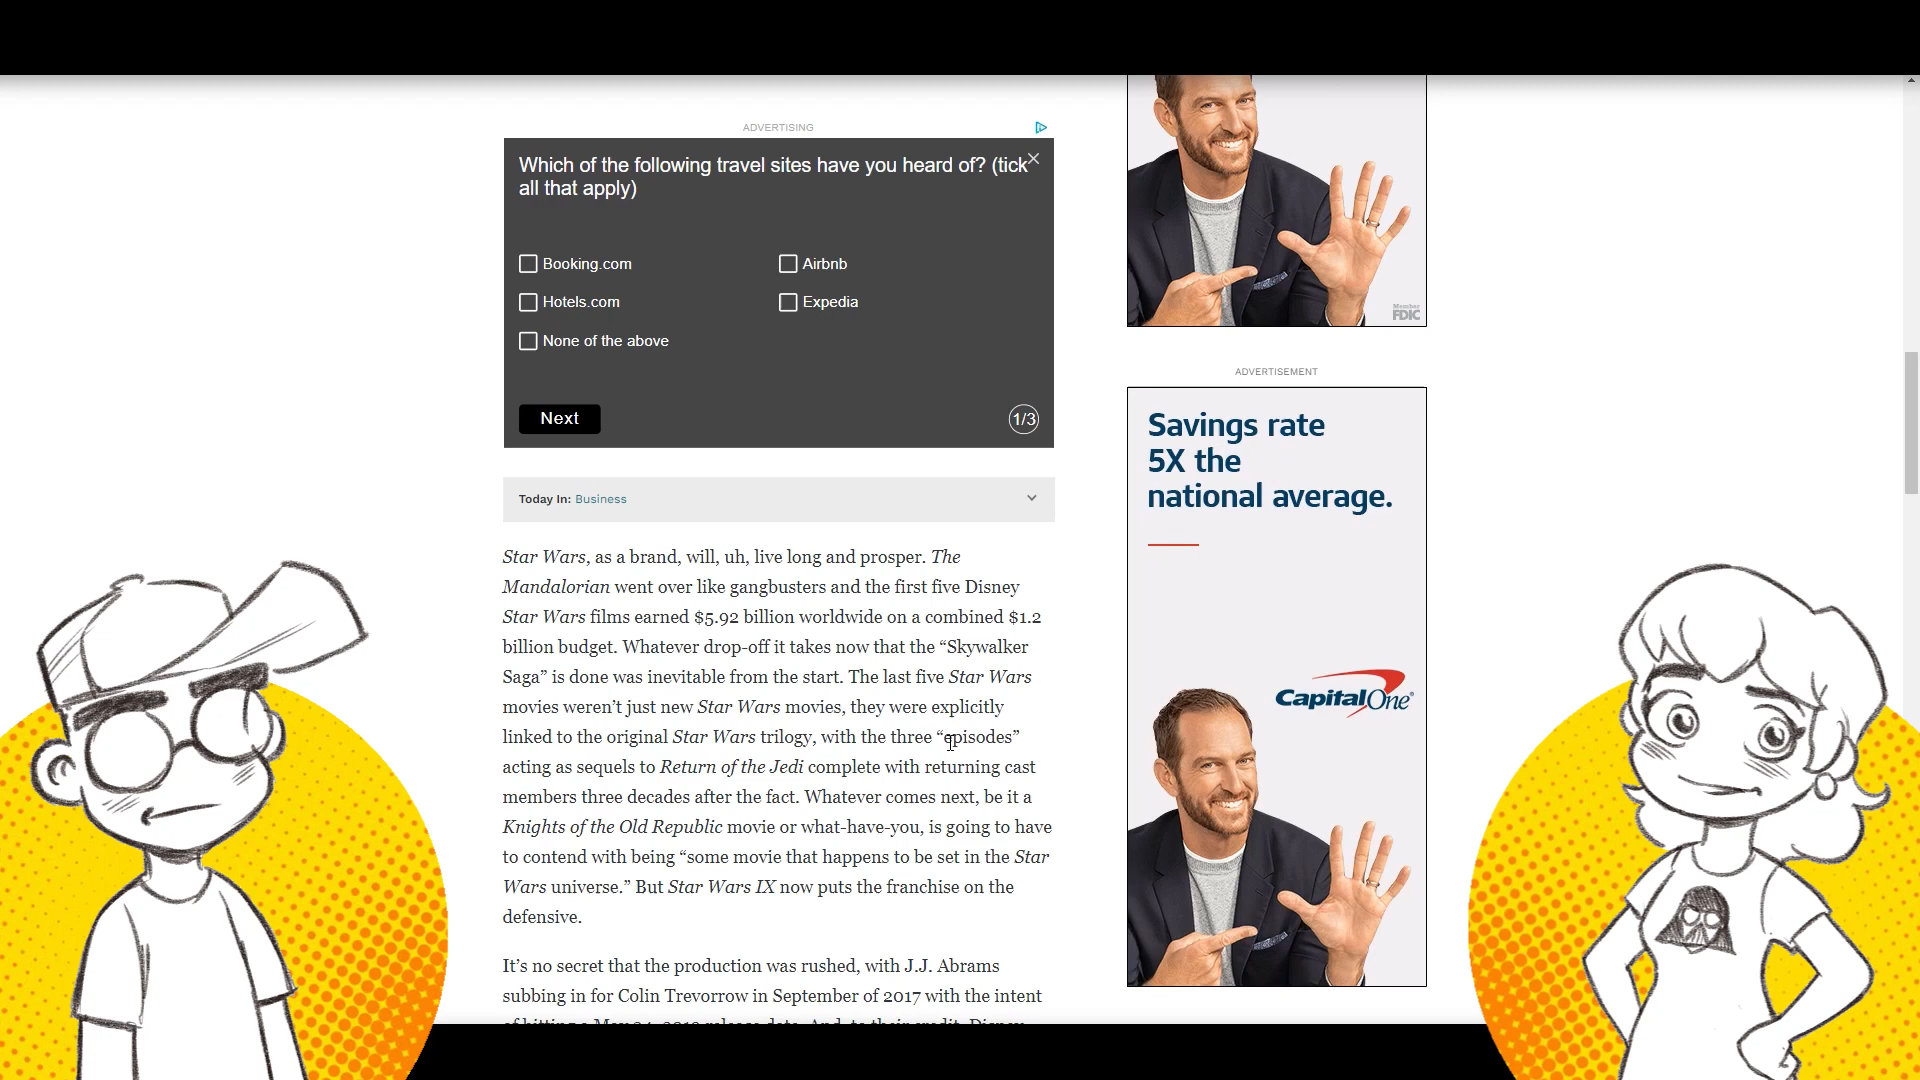 ADVERTISING
Which of the following travel sites have you heard of? (tick
all that apply)
Booking.com
Airbnb
Hotels.com
Expedia
None of the above
Next
1/3
Today In: Business
Star Wars, as a brand, will, uh, live long and prosper. The
Mandalorian went over like gangbusters and the first five Disney
Star Wars films earned $5.92 billion worldwide on a combined $1.2
billion budget. Whatever drop-off it takes now that the “Skywalker
Saga” is done was inevitable from the start. The last five Star Wars
movies weren’t just new Star Wars movies, they were explicitly
linked to the original Star Wars trilogy, with the three “episodes”
acting as sequels to Return of the Jedi complete with returning cast
members three decades after the fact. Whatever comes next, be it a
Knights of the Old Republic movie or what-have-you, is going to have
to contend with being “some movie that happens to be set in the Star
Wars universe.” But Star Wars IX now puts the franchise on the
defensive.
It’s no secret that the production was rushed, with J.J. Abrams
subbing in for Colin Trevorrow in September of 2017 with the intent
Member
FDIC
ADVERTISEMENT
Savings rate
5X the
national average.
CapitalOne®